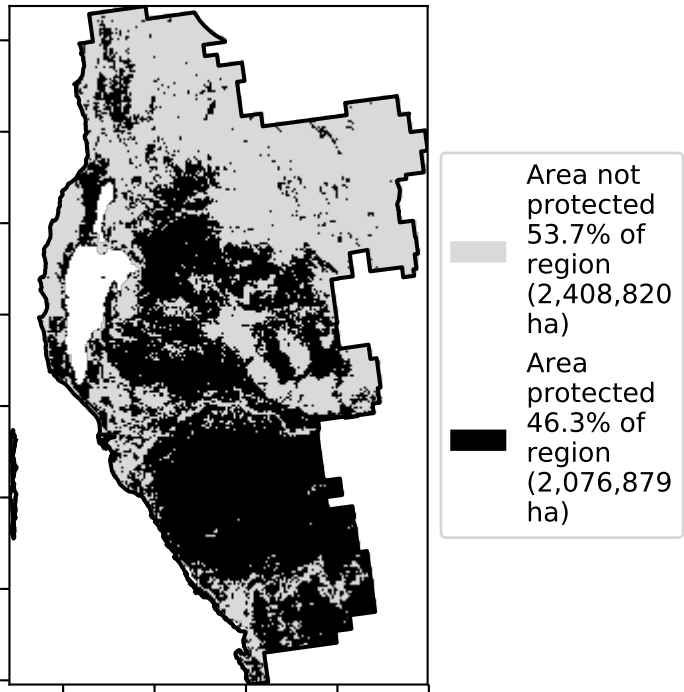 Area not
protected
53.7% of
region
(2,408,820
ha)
Area
protected
46.3% of
region
(2,076,879
ha)